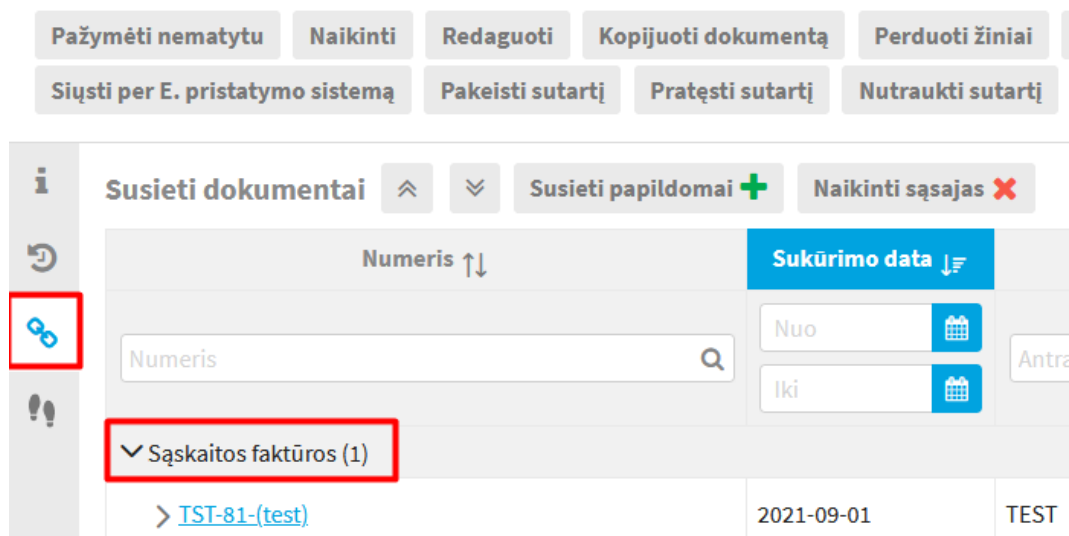 Pažymėti nematytu Naikinti Redaguoti Kopijuoti dokumentą Perduoti žiniai
Siųsti per E. pristatymo sistemą Pakeisti sutartį Pratęsti sutartį Nutraukti sutartį
Susieti dokumentai Susieti papildomai Naikinti sąsajas
Numeris Sukūrimo data
Nuo
Numeris Antra
Iki
Sąskaitos faktūros (1)
TST-81-(test) 2021-09-01 TEST